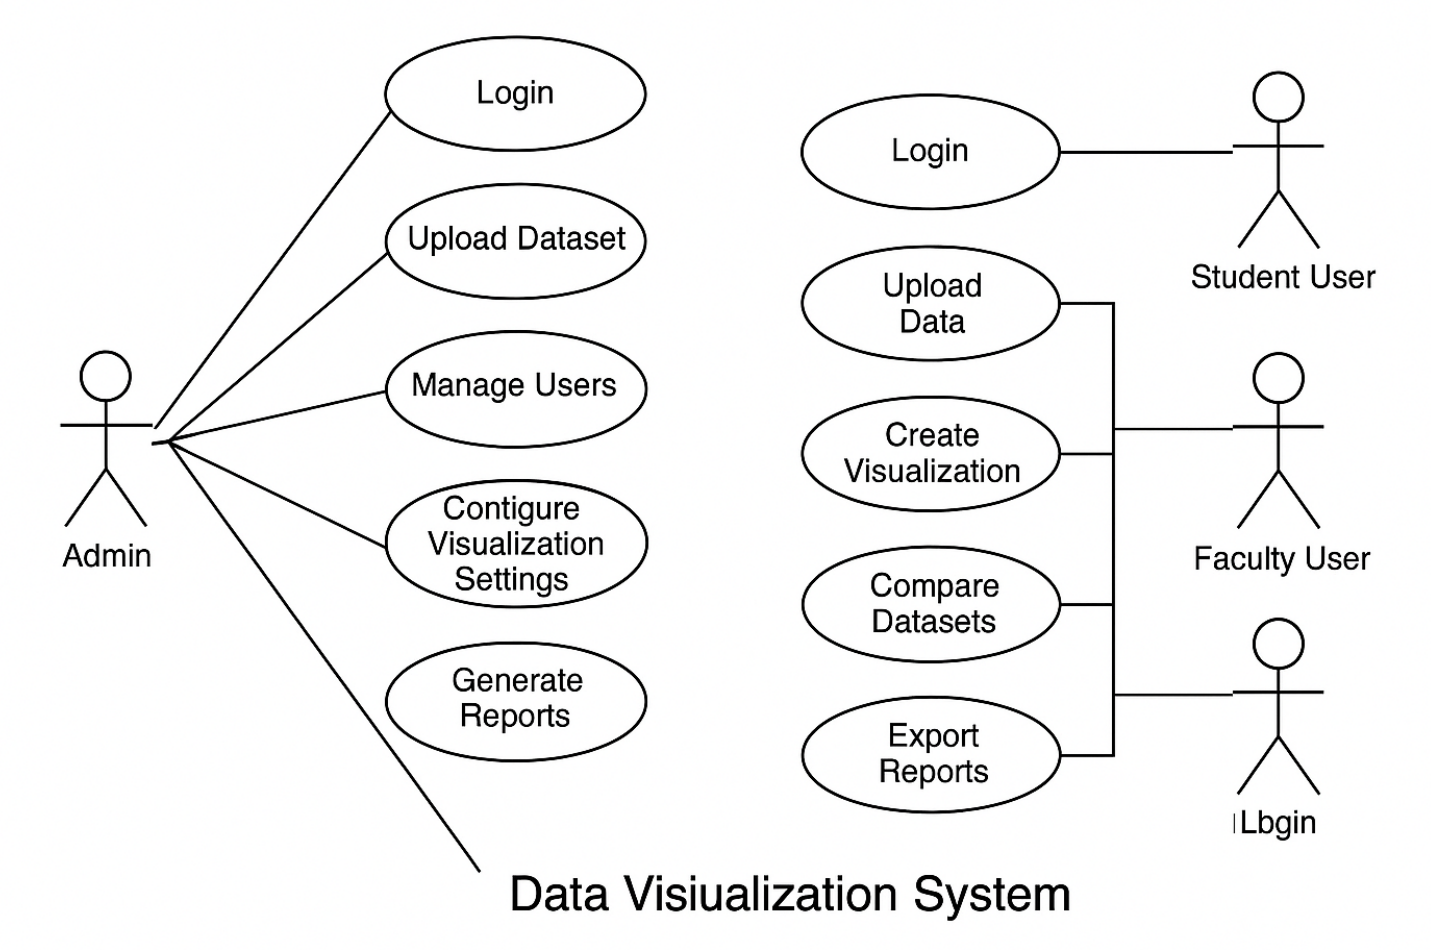 Login
Upload Dataset
Manage Users
Contigure
Visualization
Settings
Generate
Reports
Admin
Login
Upload
Data
Create
Visualization
Compare
Datasets
Export
Reports
Student User
Faculty User
lLbgin
Data Visiualization System